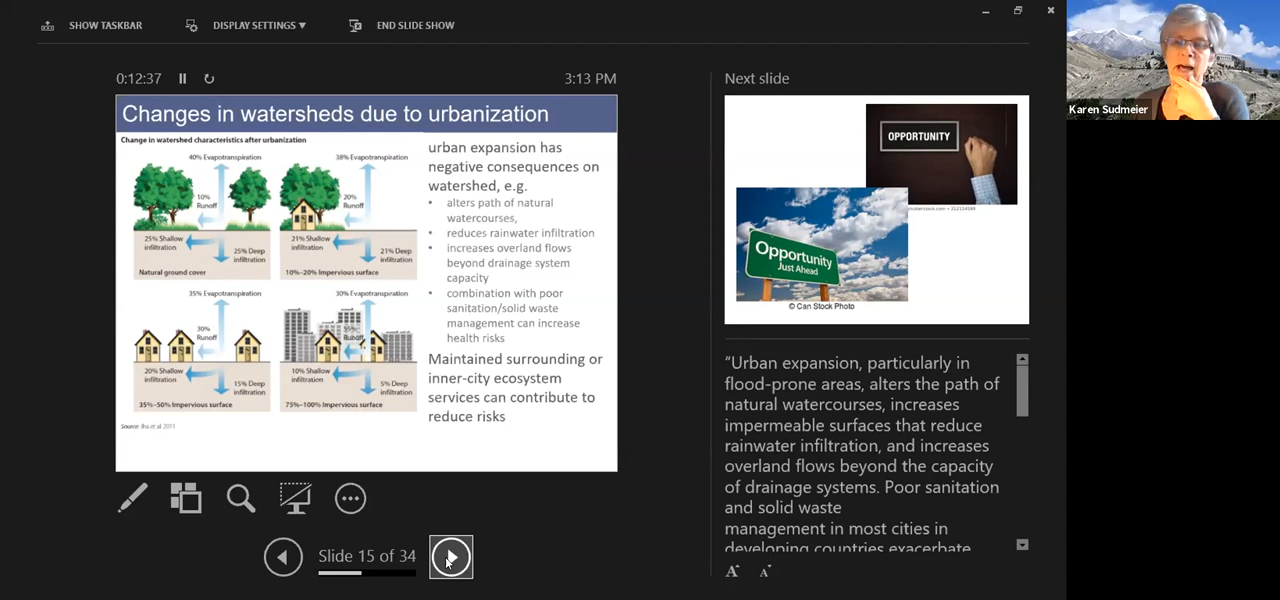 SHOW TASKBAR
DISPLAY SETTINGS ▼
END SLIDE SHOW
0:12:37
3:13 PM
Next slide
Karen Sudmeier
Changes in watersheds due to urbanization
Change in watershed characteristics after urbanization
40% Evapotranspiration
10%
Runoff
25% Shallow
infiltration
25% Deep
infiltration
Natural ground cover
38% Evapotranspiration
20%
Runoff
21% Shallow
infiltration
21% Deep
infiltration
10%–20% Impervious surface
35% Evapotranspiration
30%
Runoff
20% Shallow
infiltration
15% Deep
infiltration
35%–50% Impervious surface
30% Evapotranspiration
55%
Runoff
10% Shallow
infiltration
5% Deep
infiltration
75%–100% Impervious surface
Source: Jha et al. 2011
urban expansion has
negative consequences on
watershed, e.g.
• alters path of natural
watercourses,
• reduces rainwater infiltration
• increases overland flows
beyond drainage system
capacity
• combination with poor
sanitation/solid waste
management can increase
health risks
Maintained surrounding or
inner-city ecosystem
services can contribute to
reduce risks
OPPORTUNITY
Opportunity
Just Ahead
© Can Stock Photo
"Urban expansion, particularly in
flood-prone areas, alters the path of
natural watercourses, increases
impermeable surfaces that reduce
rainwater infiltration, and increases
overland flows beyond the capacity
of drainage systems. Poor sanitation
and solid waste
management in most cities in
developing countries exacerbate
Slide 15 of 34
A A